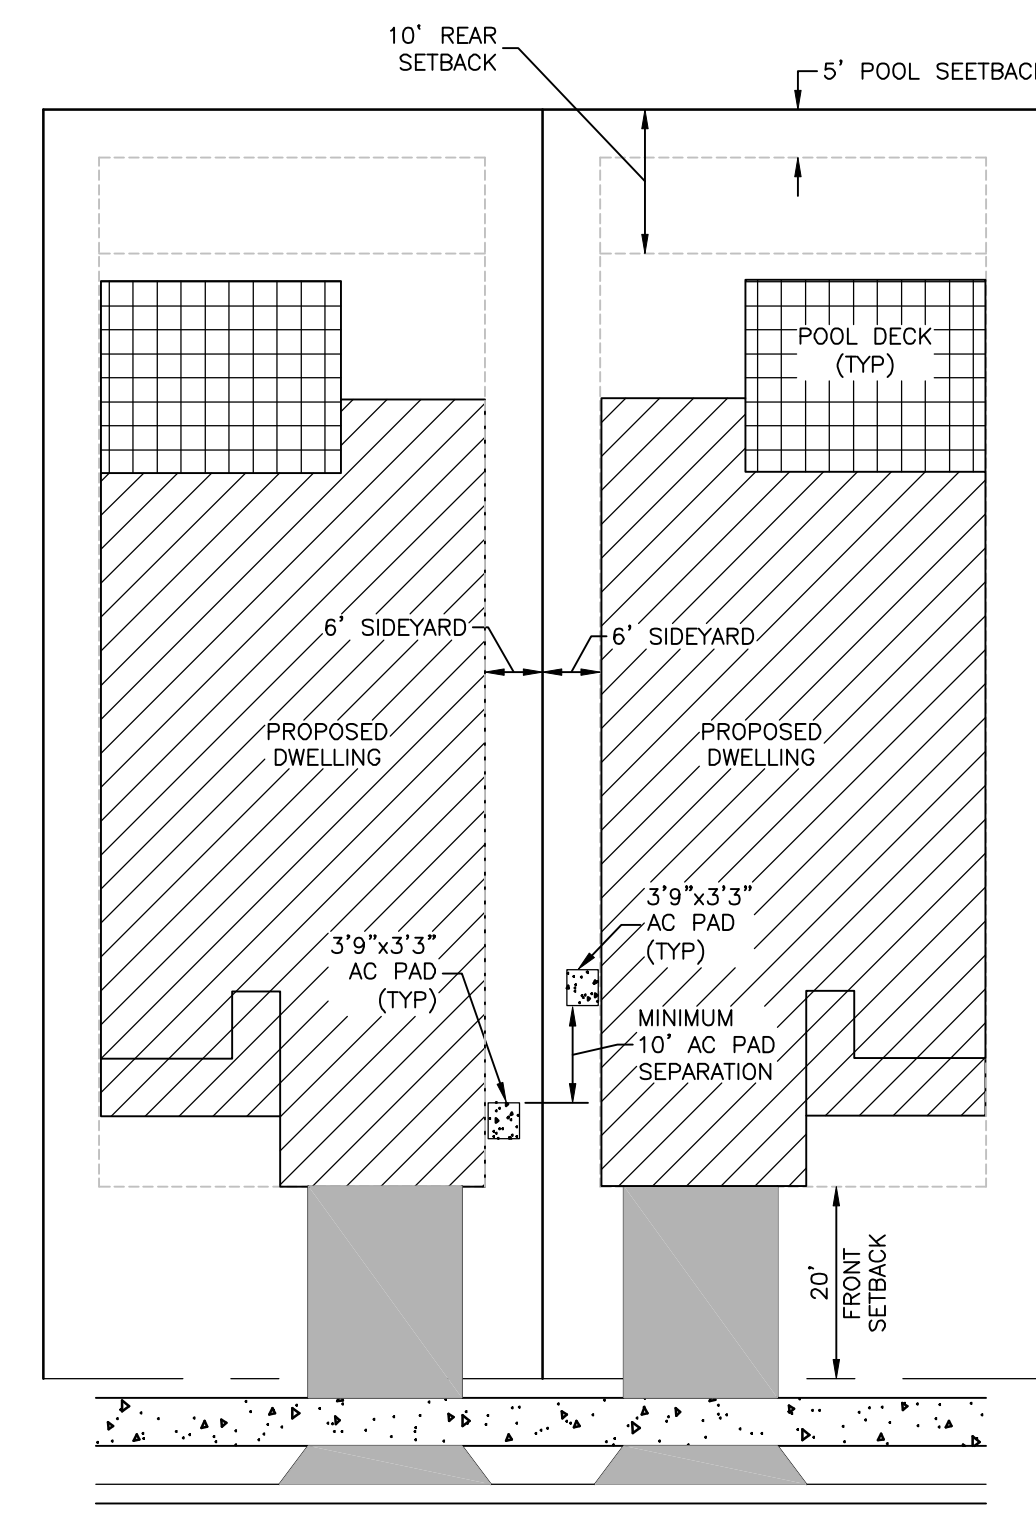 10' REAR
SETBACK
5' POOL SEETBACK
POOL DECK
(TYP)
6' SIDEYARD
6' SIDEYARD
PROPOSED
DWELLING
PROPOSED
DWELLING
3'9"x3'3"
AC PAD
(TYP)
3'9"x3'3"
AC PAD
(TYP)
MINIMUM
10' AC PAD
SEPARATION
20'
FRONT
SETBACK